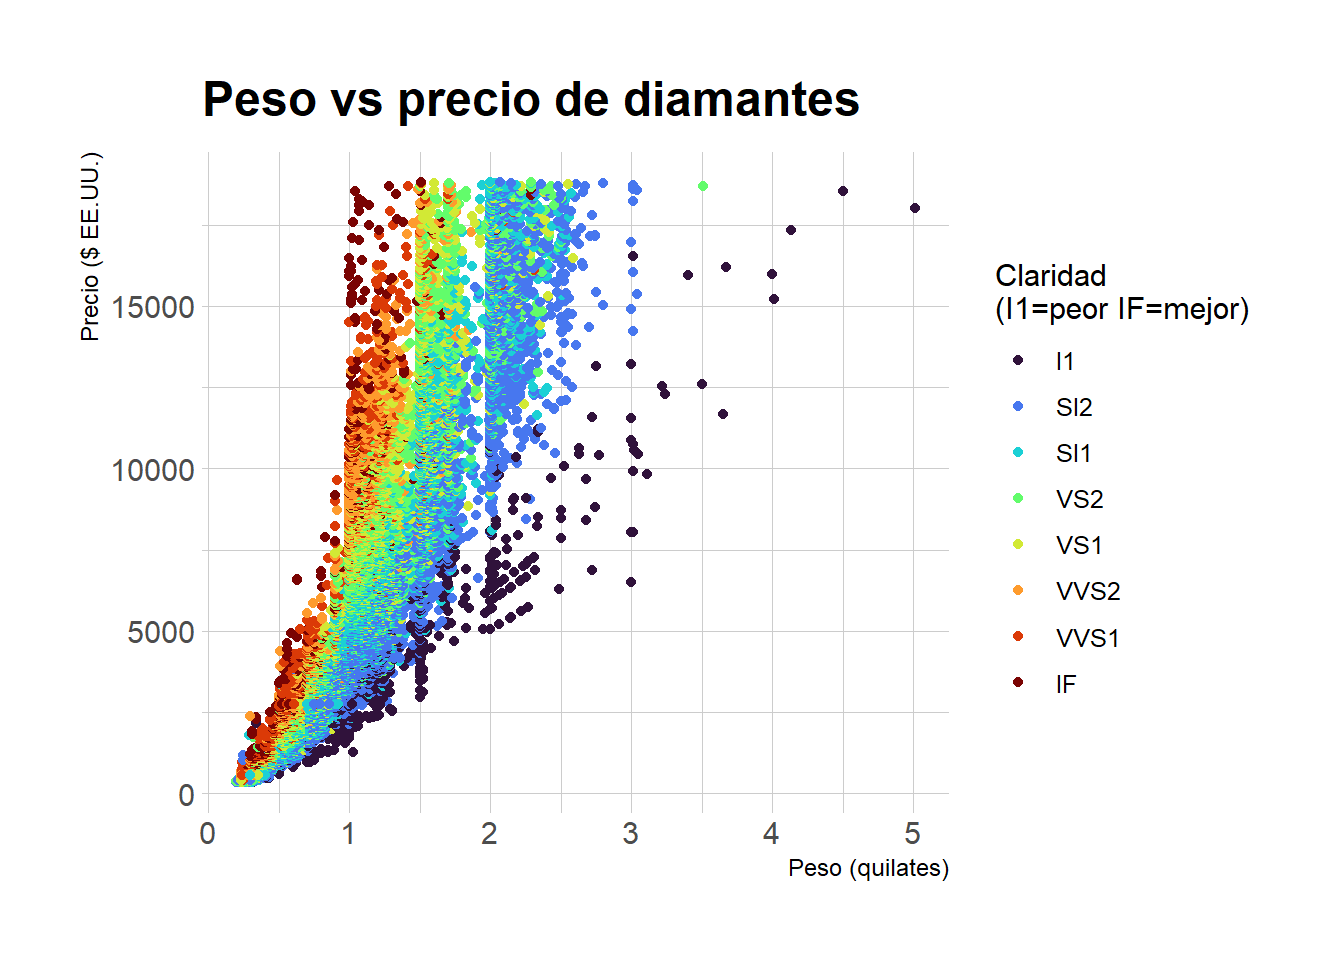 Peso vs precio de diamantes
Precio ($ EE.UU.)
15000
10000
5000
0
0 1 2 3 4 5
Peso (quilates)
Claridad
(I1=peor IF=mejor)
I1
SI2
SI1
VS2
VS1
VVS2
VVS1
IF